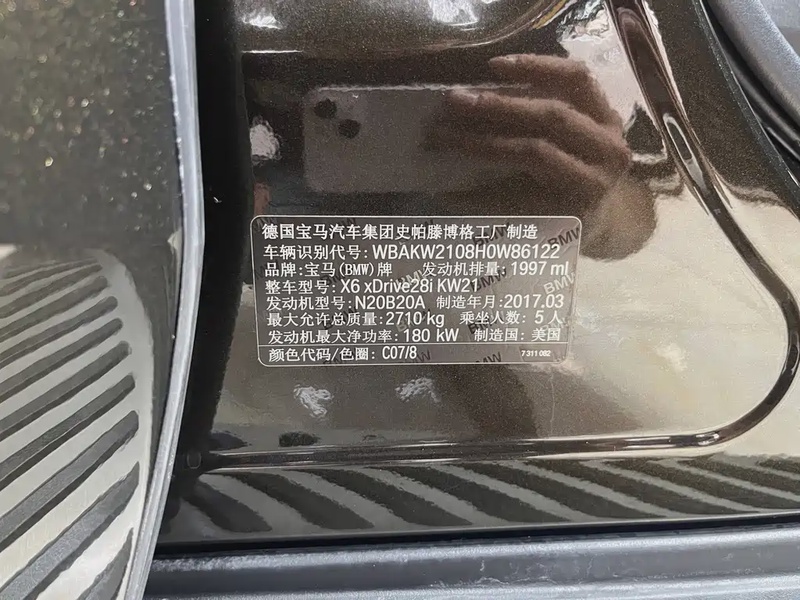 德国宝马汽车集团史帕滕博格工厂制造
车辆识别代号: WBAKW2108H0W86122
品牌: 宝马(BMW)牌 发动机排量: 1997 ml
整车型号: X6 xDrive28i KW21
发动机型号: N20B20A 制造年月: 2017.03
最大允许总质量: 2710 kg 乘坐人数: 5 人
发动机最大净功率: 180 kW 制造国: 美国
颜色代码/色圈: C07/8 7 311 082